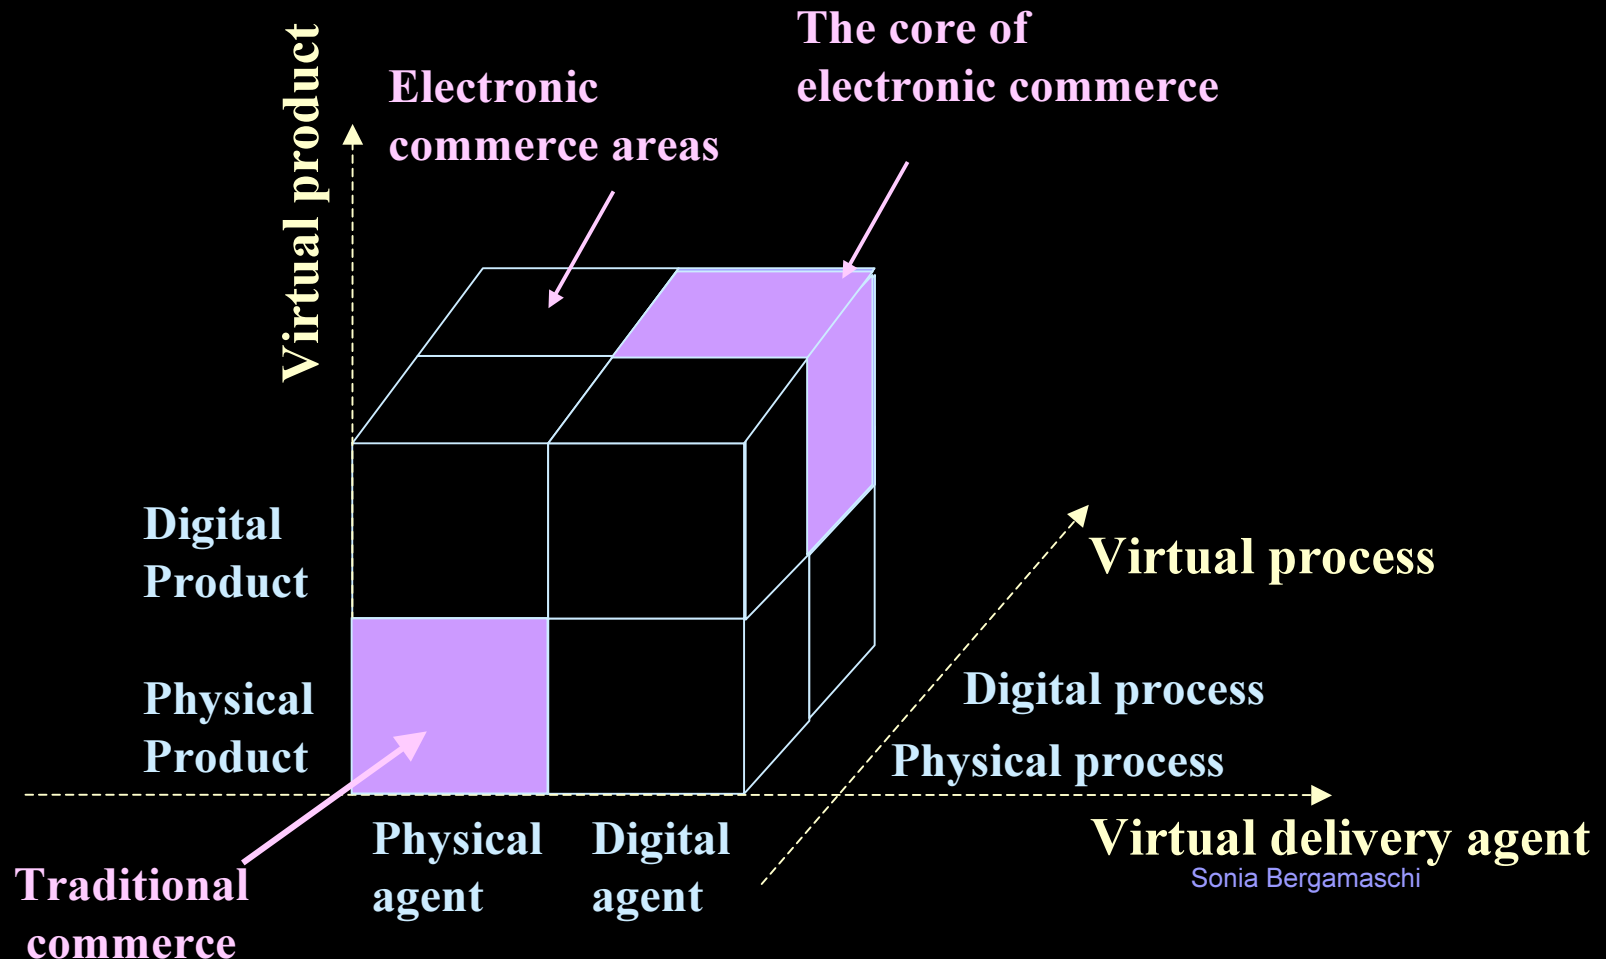 The core of
electronic commerce
Electronic
commerce areas
Virtual product
Digital
Product
Virtual process
Physical
Product
Digital process
Physical process
Physical
agent
Digital
agent
Virtual delivery agent
Sonia Bergamaschi
Traditional
commerce